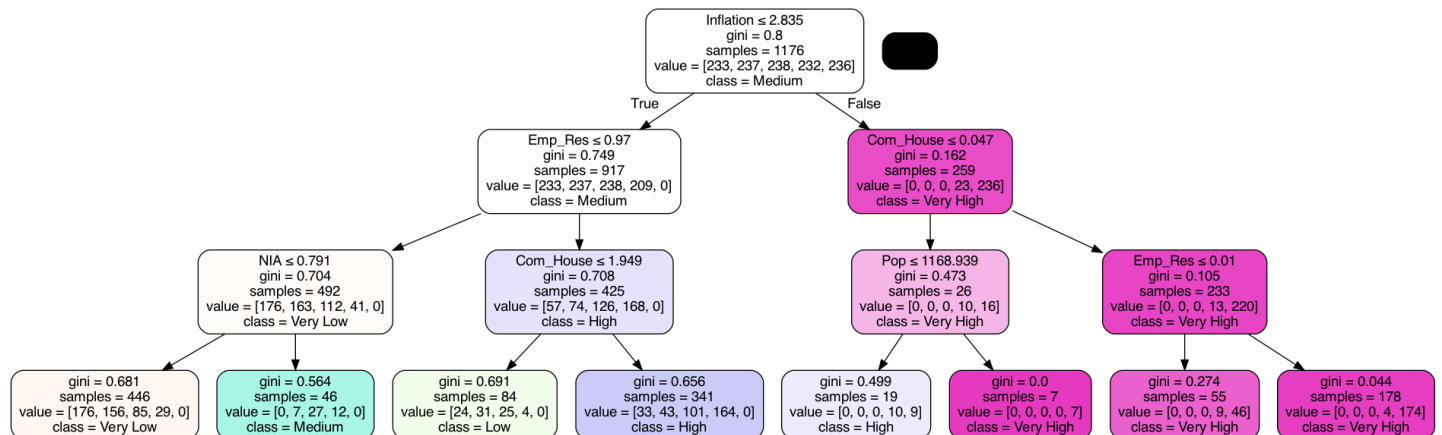 Inflation ≤ 2.835
gini = 0.8
samples = 1176
value = [233, 237, 238, 232, 236]
class = Medium
True
False
Emp_Res ≤ 0.97
gini = 0.749
samples = 917
value = [233, 237, 238, 209, 0]
class = Medium
Com_House ≤ 0.047
gini = 0.162
samples = 259
value = [0, 0, 0, 23, 236]
class = Very High
NIA ≤ 0.791
gini = 0.704
samples = 492
value = [176, 163, 112, 41, 0]
class = Very Low
Com_House ≤ 1.949
gini = 0.708
samples = 425
value = [57, 74, 126, 168, 0]
class = High
Pop ≤ 1168.939
gini = 0.473
samples = 26
value = [0, 0, 0, 10, 16]
class = Very High
Emp_Res ≤ 0.01
gini = 0.105
samples = 233
value = [0, 0, 0, 13, 220]
class = Very High
gini = 0.681
samples = 446
value = [176, 156, 85, 29, 0]
class = Very Low
gini = 0.564
samples = 46
value = [0, 7, 27, 12, 0]
class = Medium
gini = 0.691
samples = 84
value = [24, 31, 25, 4, 0]
class = Low
gini = 0.656
samples = 341
value = [33, 43, 101, 164, 0]
class = High
gini = 0.499
samples = 19
value = [0, 0, 0, 10, 9]
class = High
gini = 0.0
samples = 7
value = [0, 0, 0, 0, 7]
class = Very High
gini = 0.274
samples = 55
value = [0, 0, 0, 9, 46]
class = Very High
gini = 0.044
samples = 178
value = [0, 0, 0, 4, 174]
class = Very High